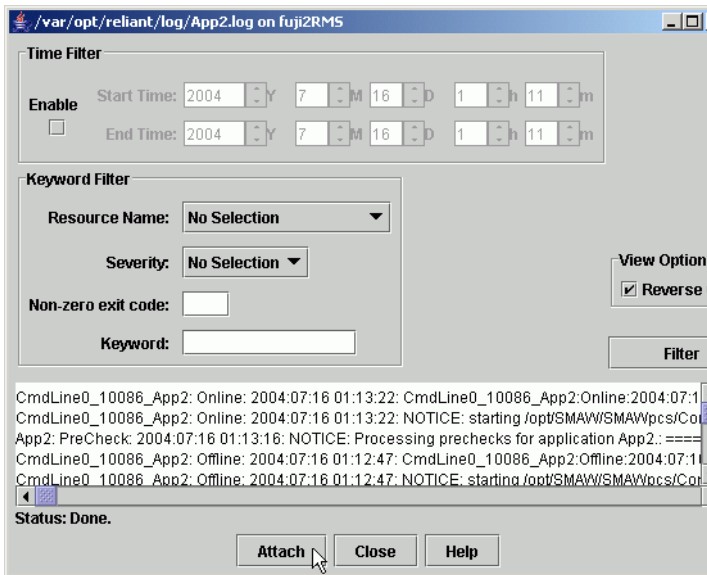 /var/opt/reliant/log/App2.log on fuji2RMS
Time Filter
Enable
Start Time: 2004 Y 7 M 16 D 1 h 11 m
End Time: 2004 Y 7 M 16 D 1 h 11 m
Keyword Filter
Resource Name: No Selection
Severity: No Selection
Non-zero exit code:
Keyword:
View Option
Reverse
Filter
CmdLine0_10086_App2: Online: 2004:07:16 01:13:22: CmdLine0_10086_App2:Online:2004:07:1
CmdLine0_10086_App2: Online: 2004:07:16 01:13:22: NOTICE: starting /opt/SMAW/SMAWpcs/Co
App2: PreCheck: 2004:07:16 01:13:16: NOTICE: Processing prechecks for application App2.: ====
CmdLine0_10086_App2: Offline: 2004:07:16 01:12:47: CmdLine0_10086_App2:Offline:2004:07:1
CmdLine0_10086_App2: Offline: 2004:07:16 01:12:47: NOTICE: starting /opt/SMAW/SMAWpcs/Co
Status: Done.
Attach Close Help